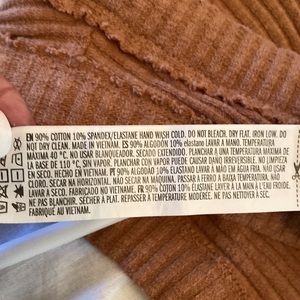 EN 90% COTTON 10% SPANDEX/ELASTANE HAND WASH COLD. DO NOT BLEACH. DRY FLAT. IRON LOW. DO
NOT DRY CLEAN. MADE IN VIETNAM. ES 90% ALGODÓN 10% elastano LAVAR A MANO. TEMPERATURA
MÁXIMA 40 °C. NO USAR BLANQUEADOR. SECADO EXTENDIDO. PLANCHAR A UNA TEMPERATURA MÁXIMA DE
LA BASE DE 110 °C, SIN VAPOR. PLANCHAR CON VAPOR PUEDE CAUSAR DAÑO IRREVERSIBLE. NO LIMPIEZA
EN SECO. HECHO EN VIETNAM. PT 90% ALGODÃO 10% elastano LAVAR À MÃO EM ÁGUA FRIA. NÃO USAR
CLORO. SECAR NA HORIZONTAL. NÃO SECAR NA MÁQUINA. PASSAR A FERRO À BAIXA TEMPERATURA. NÃO LAVAR
A SECO. FABRICADO NO VIETNAME. FR 90% COTON 10% ELASTANE LAVER À LA MAIN À L'EAU FROIDE.
NE PAS BLANCHIR. SÉCHER À PLAT. REPASSER À TEMPÉRATURE MODÉRÉE. NE PAS NETTOYER À SEC.
FABRIQUÉ AU VIETNAM.